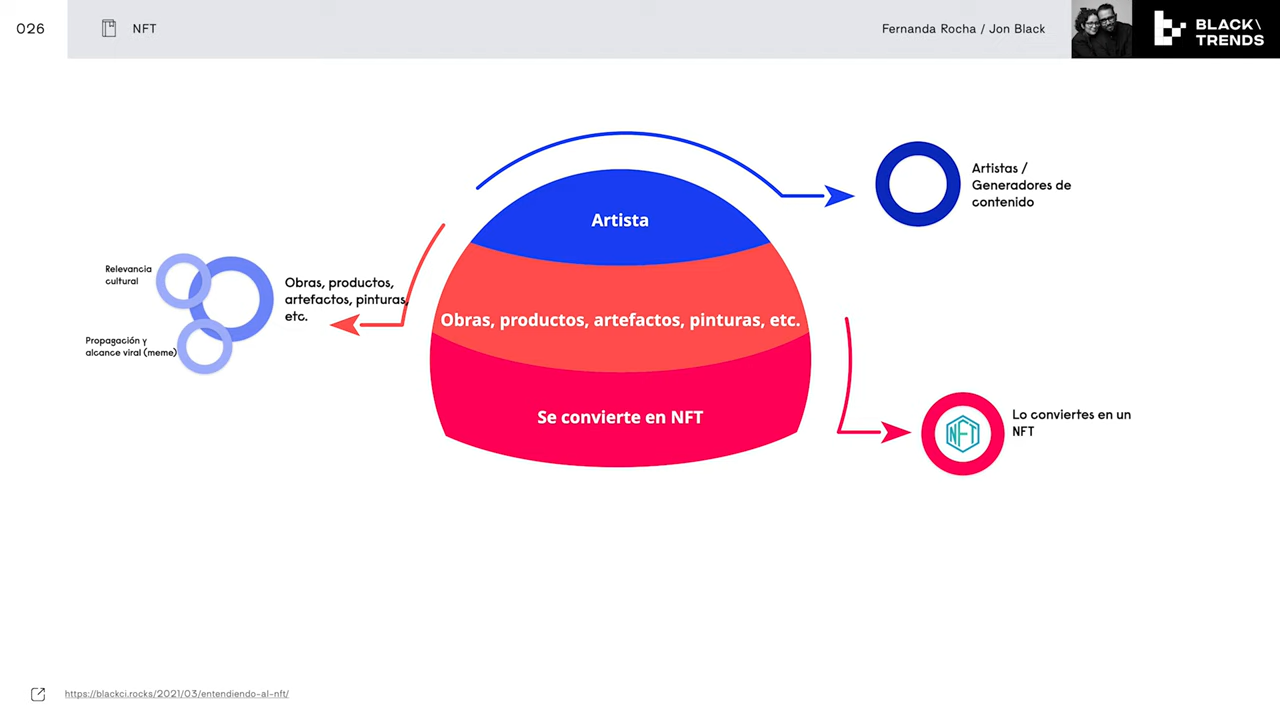 026
NFT
Fernanda Rocha / Jon Black
BLACK\
TRENDS
Artista
Artistas /
Generadores de
contenido
Relevancia
cultural
Obras, productos,
artefactos, pinturas,
etc.
Obras, productos, artefactos, pinturas, etc.
Propagación y
alcance viral (meme)
Se convierte en NFT
Lo conviertes en un
NFT
NFT
https://blackci.rocks/2021/03/entendiendo-al-nft/